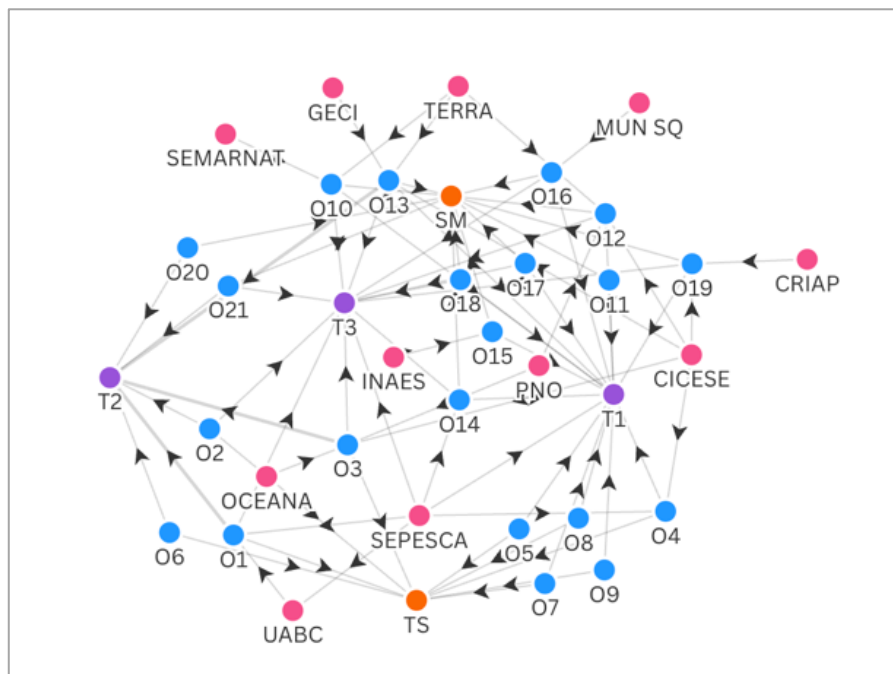 GECI
TERRA
MUN SQ
SEMARNAT
O10
O13
O16
SM
O12
O20
O21
O18
O17
O11
O19
CRIAP
T3
O15
INAES
PNO
CICESE
T2
T1
O14
O2
O3
OCEANA
SEPESCA
O6
O1
O5
O8
O4
UABC
TS
O7
O9